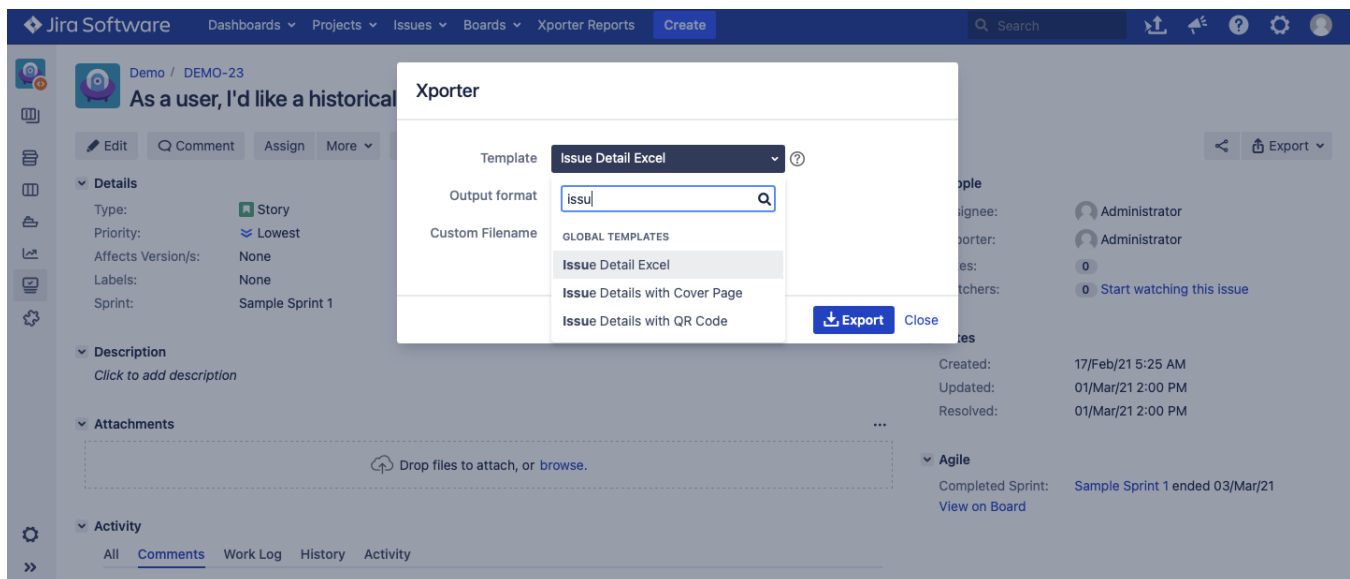 Jira Software Dashboards Projects Issues Boards Xporter Reports Create Search
Demo / DEMO-23
As a user, I'd like a historical
Edit Comment Assign More Export
Xporter
Template Issue Detail Excel
Output format issu
Custom Filename GLOBAL TEMPLATES
Issue Detail Excel
Issue Details with Cover Page
Issue Details with QR Code
Export Close
Details
Type: Story
Priority: Lowest
Affects Version/s: None
Labels: None
Sprint: Sample Sprint 1
Description
Click to add description
Attachments
Drop files to attach, or browse.
Activity
All Comments Work Log History Activity
ople
signee: Administrator
porter: Administrator
es: 0
tchers: 0 Start watching this issue
tes
Created: 17/Feb/21 5:25 AM
Updated: 01/Mar/21 2:00 PM
Resolved: 01/Mar/21 2:00 PM
Agile
Completed Sprint: Sample Sprint 1 ended 03/Mar/21
View on Board